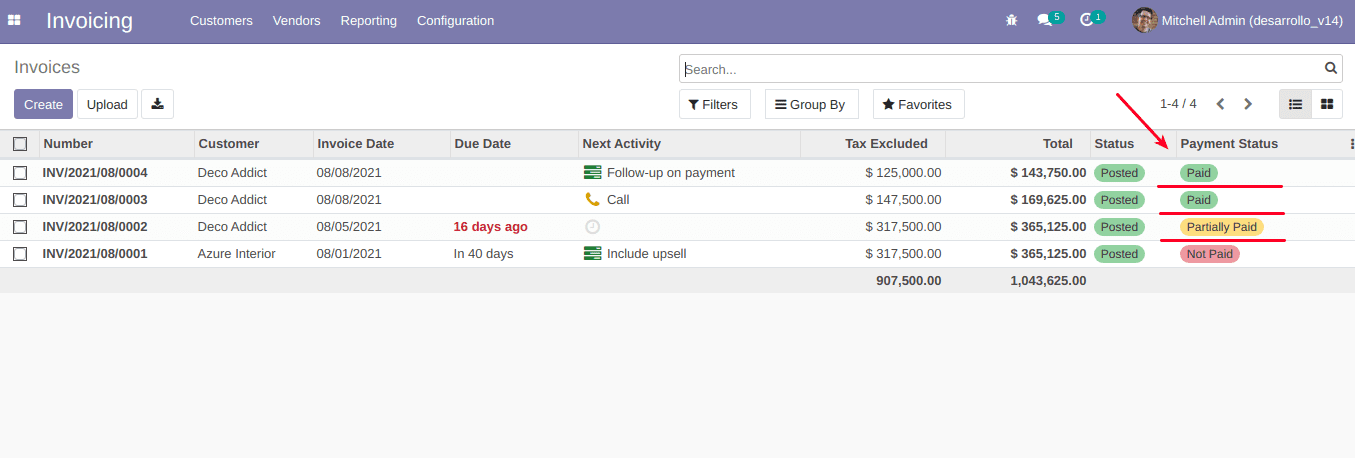 Invoicing Customers Vendors Reporting Configuration 5 1 Mitchell Admin (desarrollo_v14)
Invoices Search...
Create Upload Filters Group By Favorites 1-4 / 4
Number Customer Invoice Date Due Date Next Activity Tax Excluded Total Status Payment Status
INV/2021/08/0004 Deco Addict 08/08/2021 Follow-up on payment $ 125,000.00 $ 143,750.00 Posted Paid
INV/2021/08/0003 Deco Addict 08/08/2021 Call $ 147,500.00 $ 169,625.00 Posted Paid
INV/2021/08/0002 Deco Addict 08/05/2021 16 days ago $ 317,500.00 $ 365,125.00 Posted Partially Paid
INV/2021/08/0001 Azure Interior 08/01/2021 In 40 days Include upsell $ 317,500.00 $ 365,125.00 Posted Not Paid
907,500.00 1,043,625.00